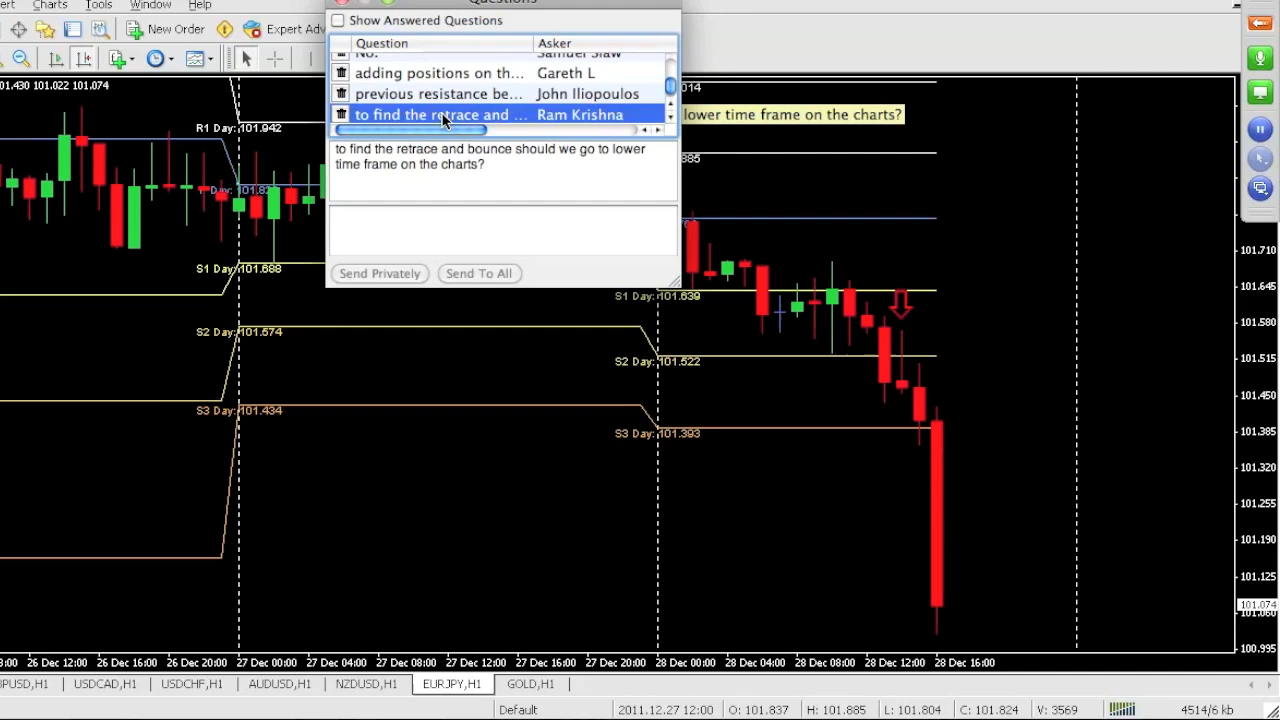 Questions
ert Charts Tools Window Help
Show Answered Questions
New Order
Expert Adv
Question Asker
No. Samuel Slaw
adding positions on th... Gareth L
previous resistance be... John Iliopoulos
to find the retrace and ... Ram Krishna
lower time frame on the charts?
to find the retrace and bounce should we go to lower
time frame on the charts?
Send Privately Send To All
.430 101.022 101.074
014
885
R1 Day: 101.942
S1 Day: 101.688
S2 Day: 101.574
S3 Day: 101.434
S1 Day: 101.639
S2 Day: 101.522
S3 Day: 101.393
101.710
101.645
101.580
101.515
101.450
101.385
101.320
101.255
101.190
101.125
101.074
101.060
100.995
26 Dec 12:00 26 Dec 16:00 26 Dec 20:00 27 Dec 00:00 27 Dec 04:00 27 Dec 08:00 27 Dec 12:00 27 Dec 16:00 27 Dec 20:00 28 Dec 00:00 28 Dec 04:00 28 Dec 08:00 28 Dec 12:00 28 Dec 16:00
PUSD,H1 USDCAD,H1 USDCHF,H1 AUDUSD,H1 NZDUSD,H1 EURJPY,H1 GOLD,H1
Default 2011.12.27 12:00 O: 101.837 H: 101.885 L: 101.804 C: 101.824 V: 3569 4514/6 kb